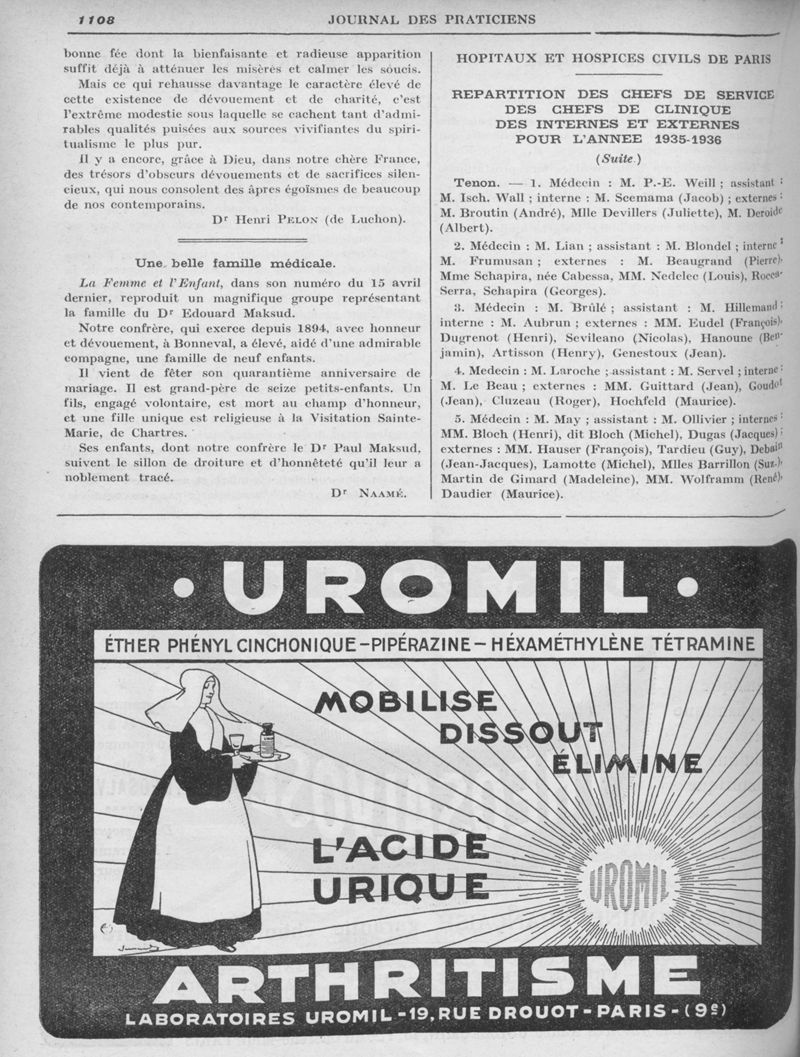 1108
JOURNAL DES PRATICIENS
bonne fée dont la bienfaisante et radieuse apparition
suffit déjà à atténuer les misères et calmer les soucis.
Mais ce qui rehausse davantage le caractère élevé de
cette existence de dévouement et de charité, c'est
l'extrême modestie sous laquelle se cachent tant d'admi-
rables qualités puisées aux sources vivifiantes du spiri-
tualisme le plus pur.
Il y a encore, grâce à Dieu, dans notre chère France,
des trésors d'obscurs dévouements et de sacrifices silen-
cieux, qui nous consolent des âpres égoïsmes de beaucoup
de nos contemporains.
Dr Henri PELON (de Luchon).
Une belle famille médicale.
La Femme et l'Enfant, dans son numéro du 15 avril
dernier, reproduit un magnifique groupe représentant
la famille du Dr Edouard Maksud.
Notre confrère, qui exerce depuis 1894, avec honneur
et dévouement, à Bonneval, a élevé, aidé d'une admirable
compagne, une famille de neuf enfants.
Il vient de fêter son quarantième anniversaire de
mariage. Il est grand-père de seize petits-enfants. Un
fils, engagé volontaire, est mort au champ d'honneur,
et une fille unique est religieuse à la Visitation Sainte-
Marie, de Chartres.
Ses enfants, dont notre confrère le Dr Paul Maksud,
suivent le sillon de droiture et d'honnêteté qu'il leur a
noblement tracé.
Dr NAAMÉ.
HOPITAUX ET HOSPICES CIVILS DE PARIS
REPARTITION DES CHEFS DE SERVICE
DES CHEFS DE CLINIQUE
DES INTERNES ET EXTERNES
POUR L'ANNEE 1935-1936
(Suite)
Tenon. — 1. Médecin : M. P.-E. Weill ; assistant :
M. Isch. Wall ; interne : M. Scemama (Jacob) ; externes :
M. Broutin (André), Mlle Devillers (Juliette), M. Deroide
(Albert).
2. Médecin : M. Lian ; assistant : M. Blondel ; interne :
M. Frumusan ; externes : M. Beaugrand (Pierre),
Mme Schapira, née Cabessa, MM. Nedelec (Louis), Rocca-
Serra, Schapira (Georges).
3. Médecin : M. Brûlé ; assistant : M. Hillemand ;
interne : M. Aubrun ; externes : MM. Eudel (François),
Dugrenot (Henri), Sevileano (Nicolas), Hanoune (Ben-
jamin), Artisson (Henry), Genestoux (Jean).
4. Medecin : M. Laroche ; assistant : M. Servel ; interne :
M. Le Beau ; externes : MM. Guittard (Jean), Goudot
(Jean), Cluzeau (Roger), Hochfeld (Maurice).
5. Médecin : M. May ; assistant : M. Ollivier ; internes :
MM. Bloch (Henri), dit Bloch (Michel), Dugas (Jacques) ;
externes : MM. Hauser (François), Tardieu (Guy), Debain
(Jean-Jacques), Lamotte (Michel), Mlles Barrillon (Suz.),
Martin de Gimard (Madeleine), MM. Wolframm (René),
Daudier (Maurice).
• UROMIL •
ÉTHER PHÉNYL CINCHONIQUE - PIPÉRAZINE - HÉXAMÉTHYLÈNE TÉTRAMINE
MOBILISE
DISSOUT
ÉLIMINE
L'ACIDE
URIQUE
UROMIL
ARTHRITISME
LABORATOIRES UROMIL - 19, RUE DROUOT - PARIS - (9e)